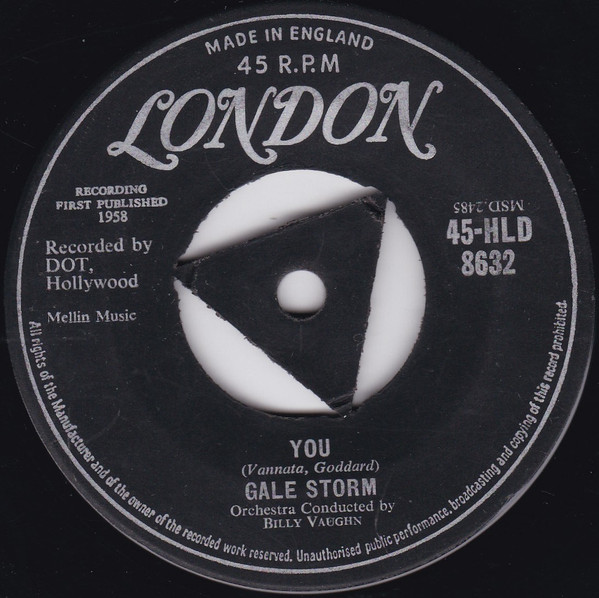 MADE IN ENGLAND
45 R.P.M
LONDON
RECORDING
FIRST PUBLISHED
1958
Recorded by
DOT,
Hollywood
Mellin Music
MSD.2485
45-HLD
8632
YOU
(Vannata, Goddard)
GALE STORM
Orchestra Conducted by
BILLY VAUGHN
All rights of the Manufacturer and of the owner of the recorded work reserved. Unauthorised public performance, broadcasting and copying of this record prohibited.